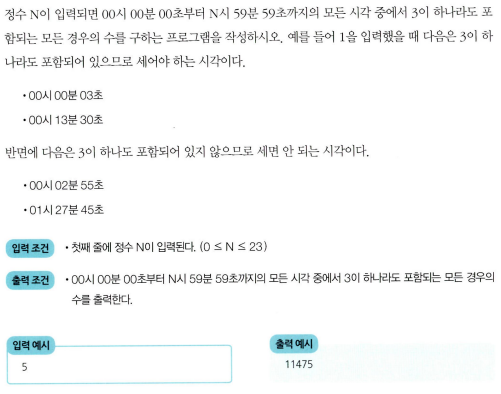 정수 N이 입력되면 00시 00분 00초부터 N시 59분 59초까지의 모든 시각 중에서 3이 하나라도 포
함되는 모든 경우의 수를 구하는 프로그램을 작성하시오. 예를 들어 1을 입력했을 때 다음은 3이 하
나라도 포함되어 있으므로 세어야 하는 시각이다.
• 00시 00분 03초
• 00시 13분 30초
반면에 다음은 3이 하나도 포함되어 있지 않으므로 세면 안 되는 시각이다.
• 00시 02분 55초
• 01시 27분 45초
입력 조건 • 첫째 줄에 정수 N이 입력된다. (0 ≤ N ≤ 23)
출력 조건 • 00시 00분 00초부터 N시 59분 59초까지의 모든 시각 중에서 3이 하나라도 포함되는 모든 경우의
수를 출력한다.
입력 예시
5
출력 예시
11475